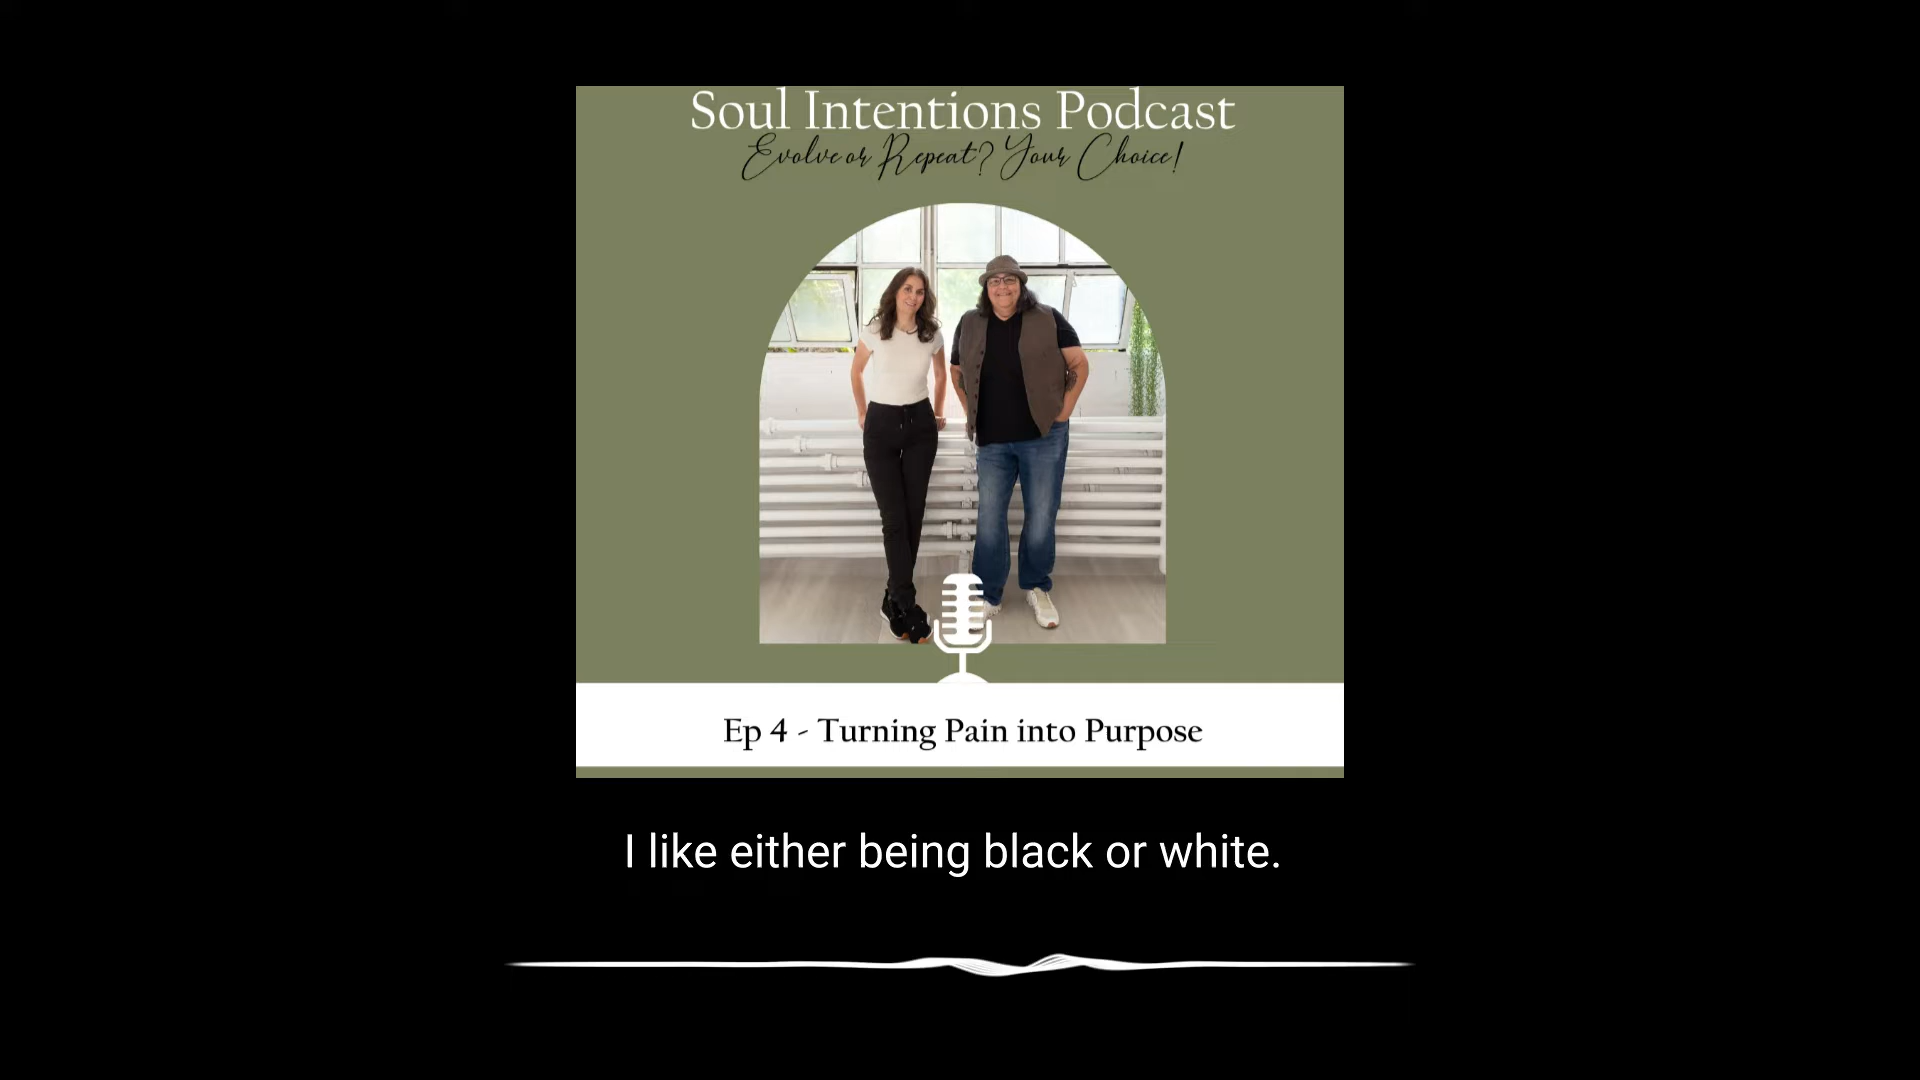 Soul Intentions Podcast
Evolve or Repeat? Your Choice!
Ep 4 - Turning Pain into Purpose
I like either being black or white.